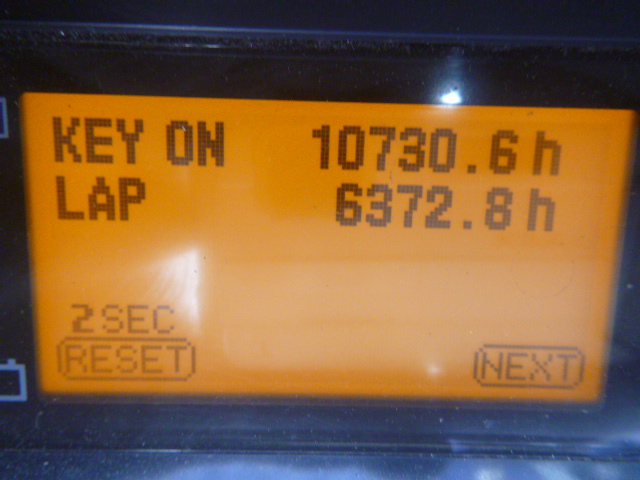 KEY ON 10730.6 h
LAP 6372.8 h
2 SEC
RESET NEXT